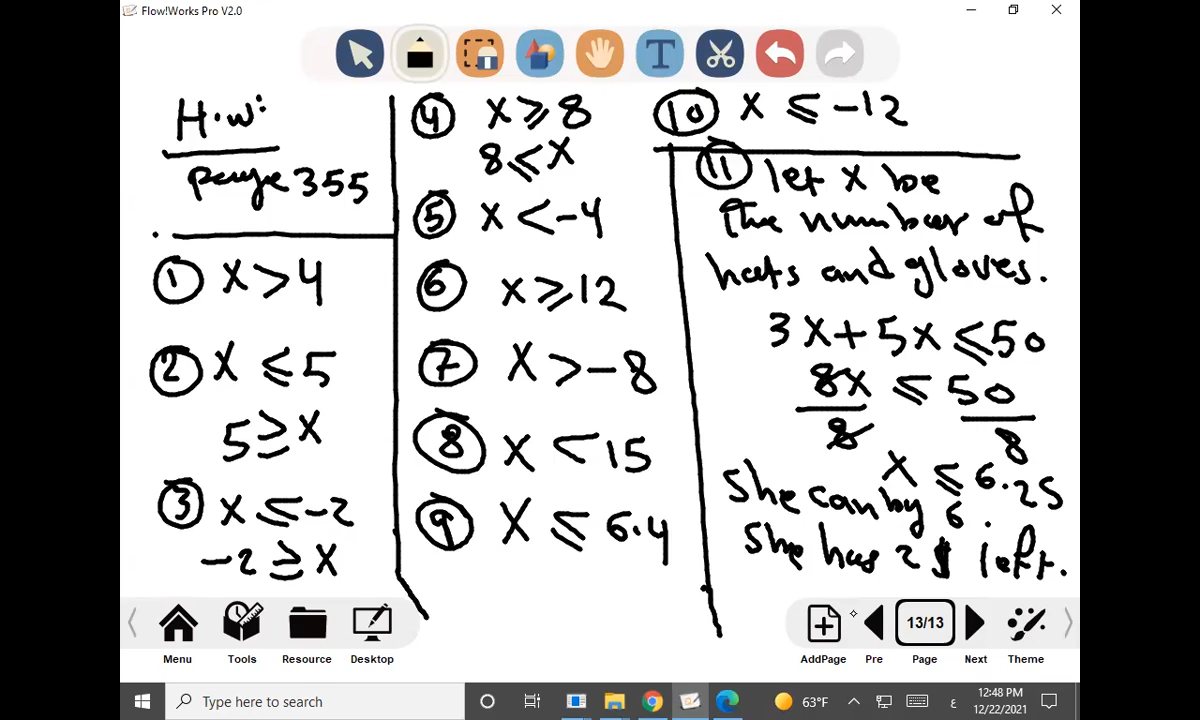 Flow!Works Pro V2.0
T
H.w:
page 355
① x > 4
② x ≤ 5
5 ≥ x
③ x ≤ -2
-2 ≥ x
④ x ≥ 8
8 ≤ x
⑤ x < -4
⑥ x ≥ 12
⑦ x > -8
⑧ x < 15
⑨ x ≤ 6.4
⑩ x ≤ -12
⑪ let x be
the number of
hats and gloves.
3x + 5x ≤ 50
8x ≤ 50
8 8
x ≤ 6.25
she can by 6.
she has 2$ left.
Menu Tools Resource Desktop
13/13
AddPage Pre Page Next Theme
Type here to search
63°F
ع
12:48 PM
12/22/2021